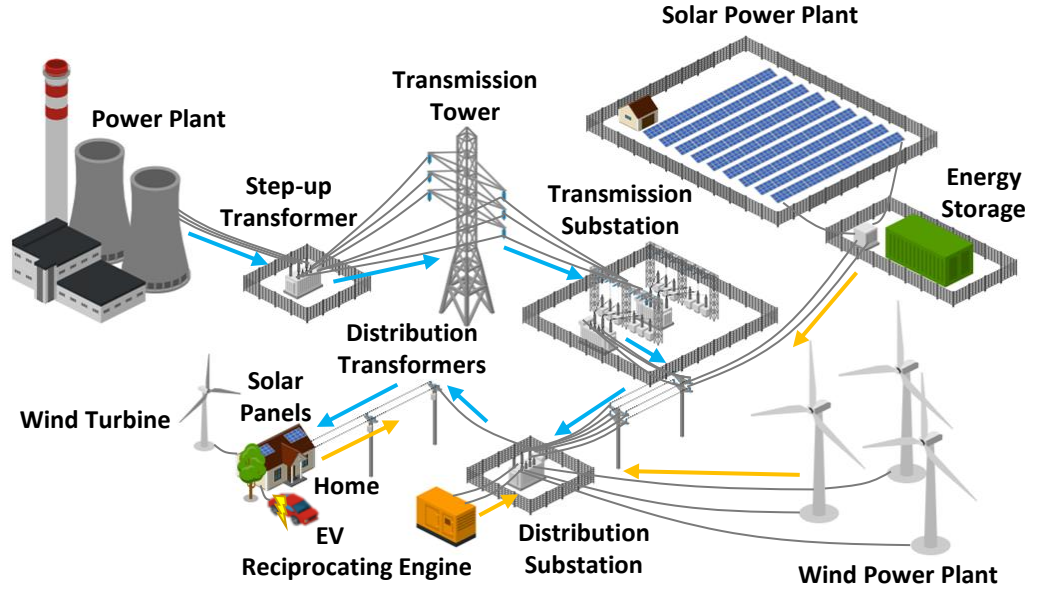 Solar Power Plant
Transmission
Tower
Power Plant
Step-up
Transformer
Transmission
Substation
Energy
Storage
Distribution
Transformers
Solar
Panels
Wind Turbine
Home
EV
Reciprocating Engine
Distribution
Substation
Wind Power Plant